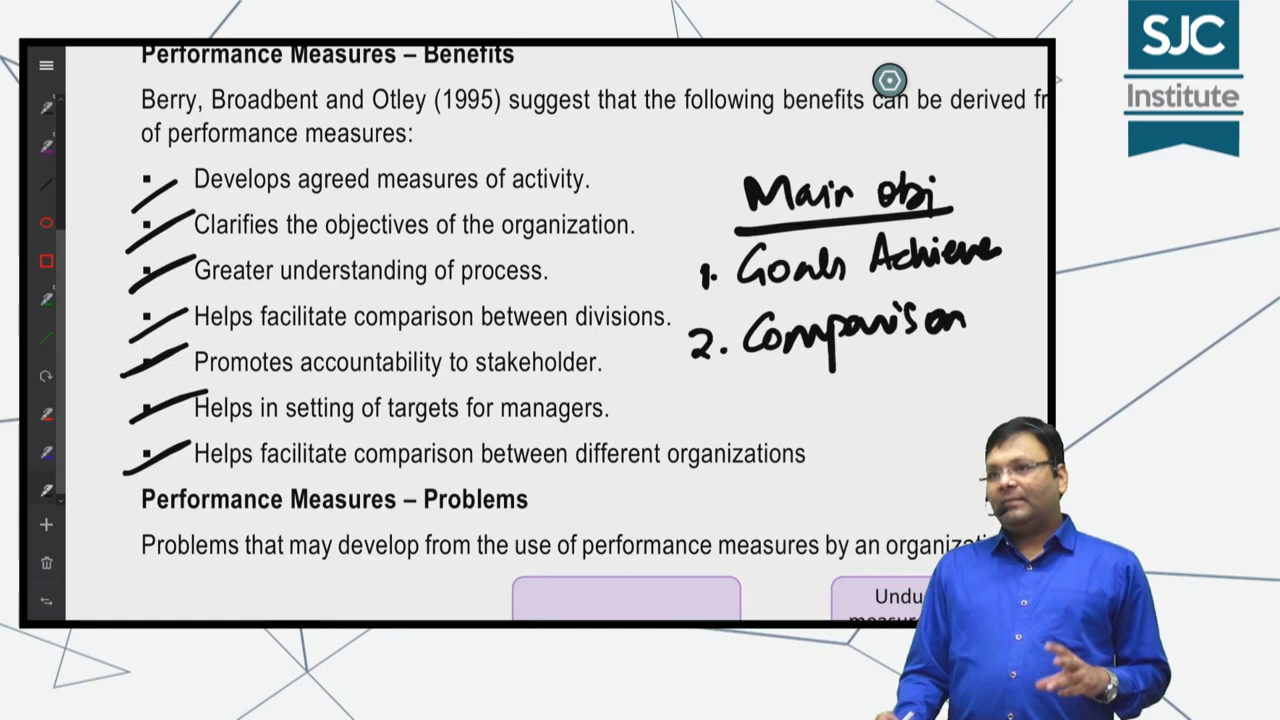 SJC
Institute
Performance Measures – Benefits
Berry, Broadbent and Otley (1995) suggest that the following benefits can be derived
of performance measures:
▪ Develops agreed measures of activity.
▪ Clarifies the objectives of the organization.
▪ Greater understanding of process.
▪ Helps facilitate comparison between divisions.
▪ Promotes accountability to stakeholder.
▪ Helps in setting of targets for managers.
▪ Helps facilitate comparison between different organizations
Main obj
1. Goals Achieve
2. Comparison
Performance Measures – Problems
Problems that may develop from the use of performance measures by an